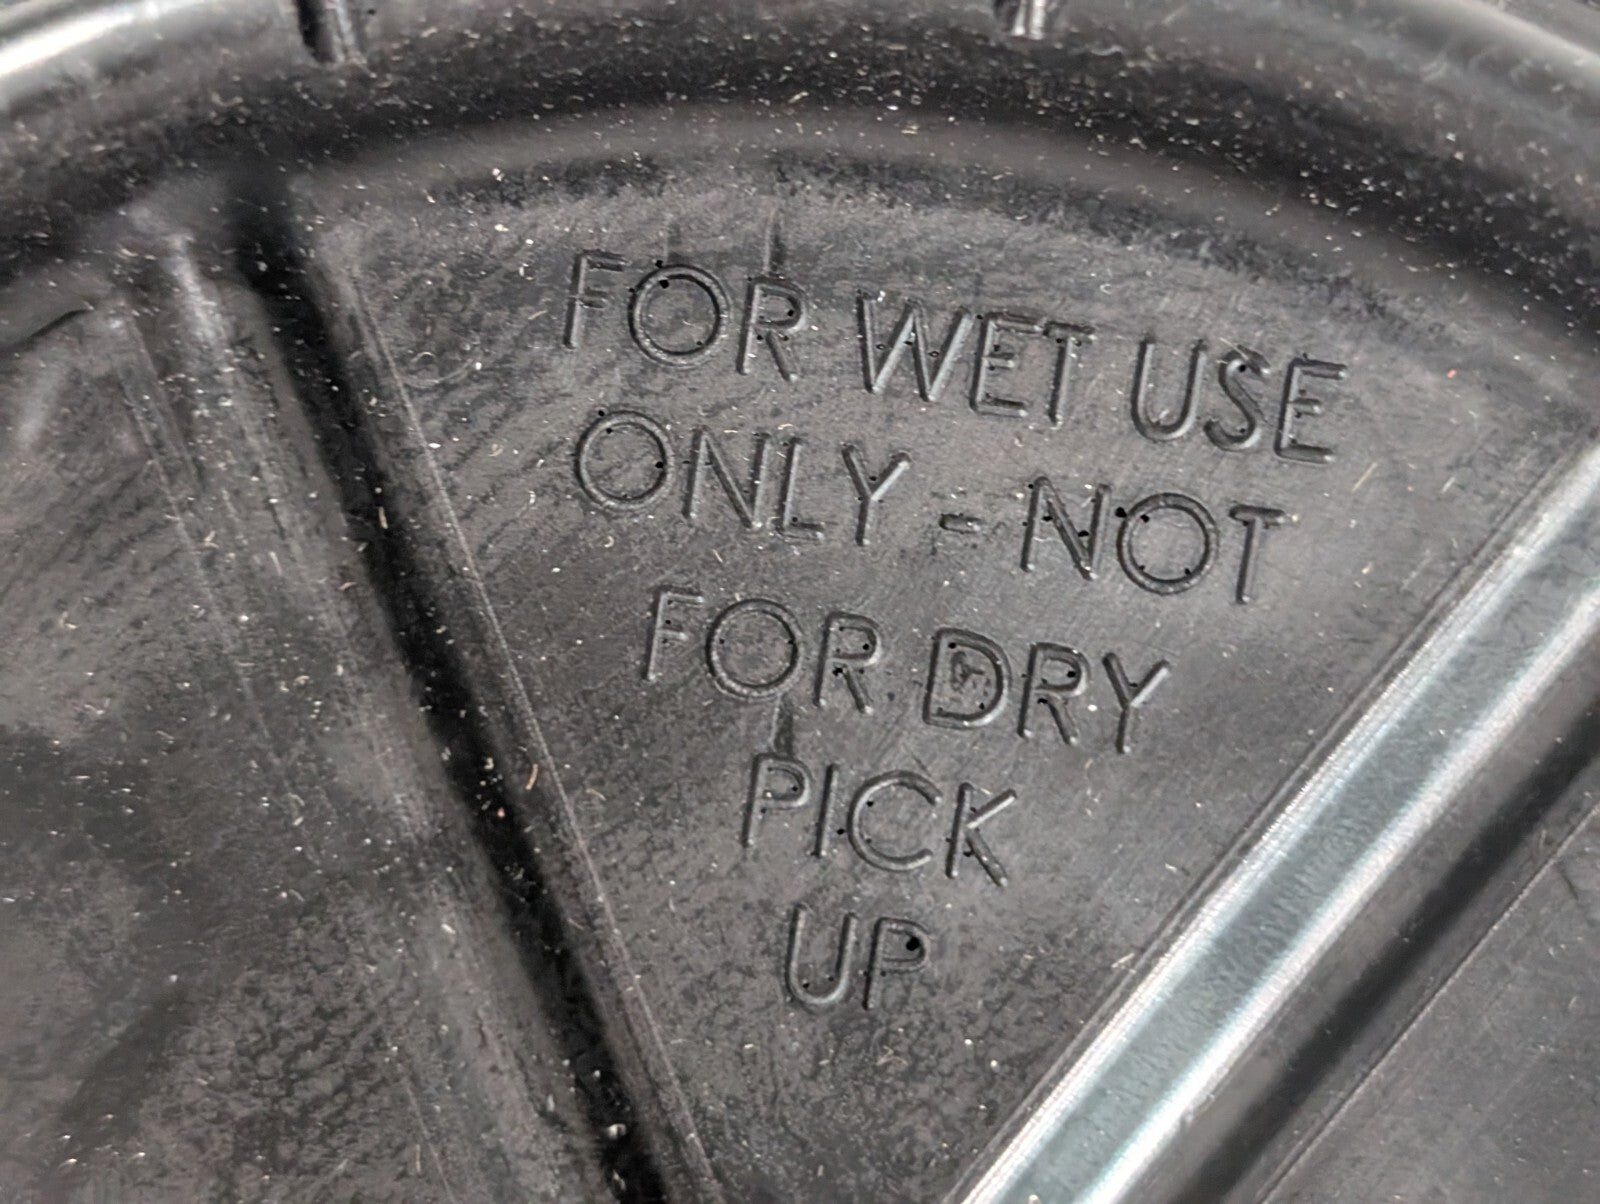 FOR WET USE
ONLY - NOT
FOR DRY
PICK
UP